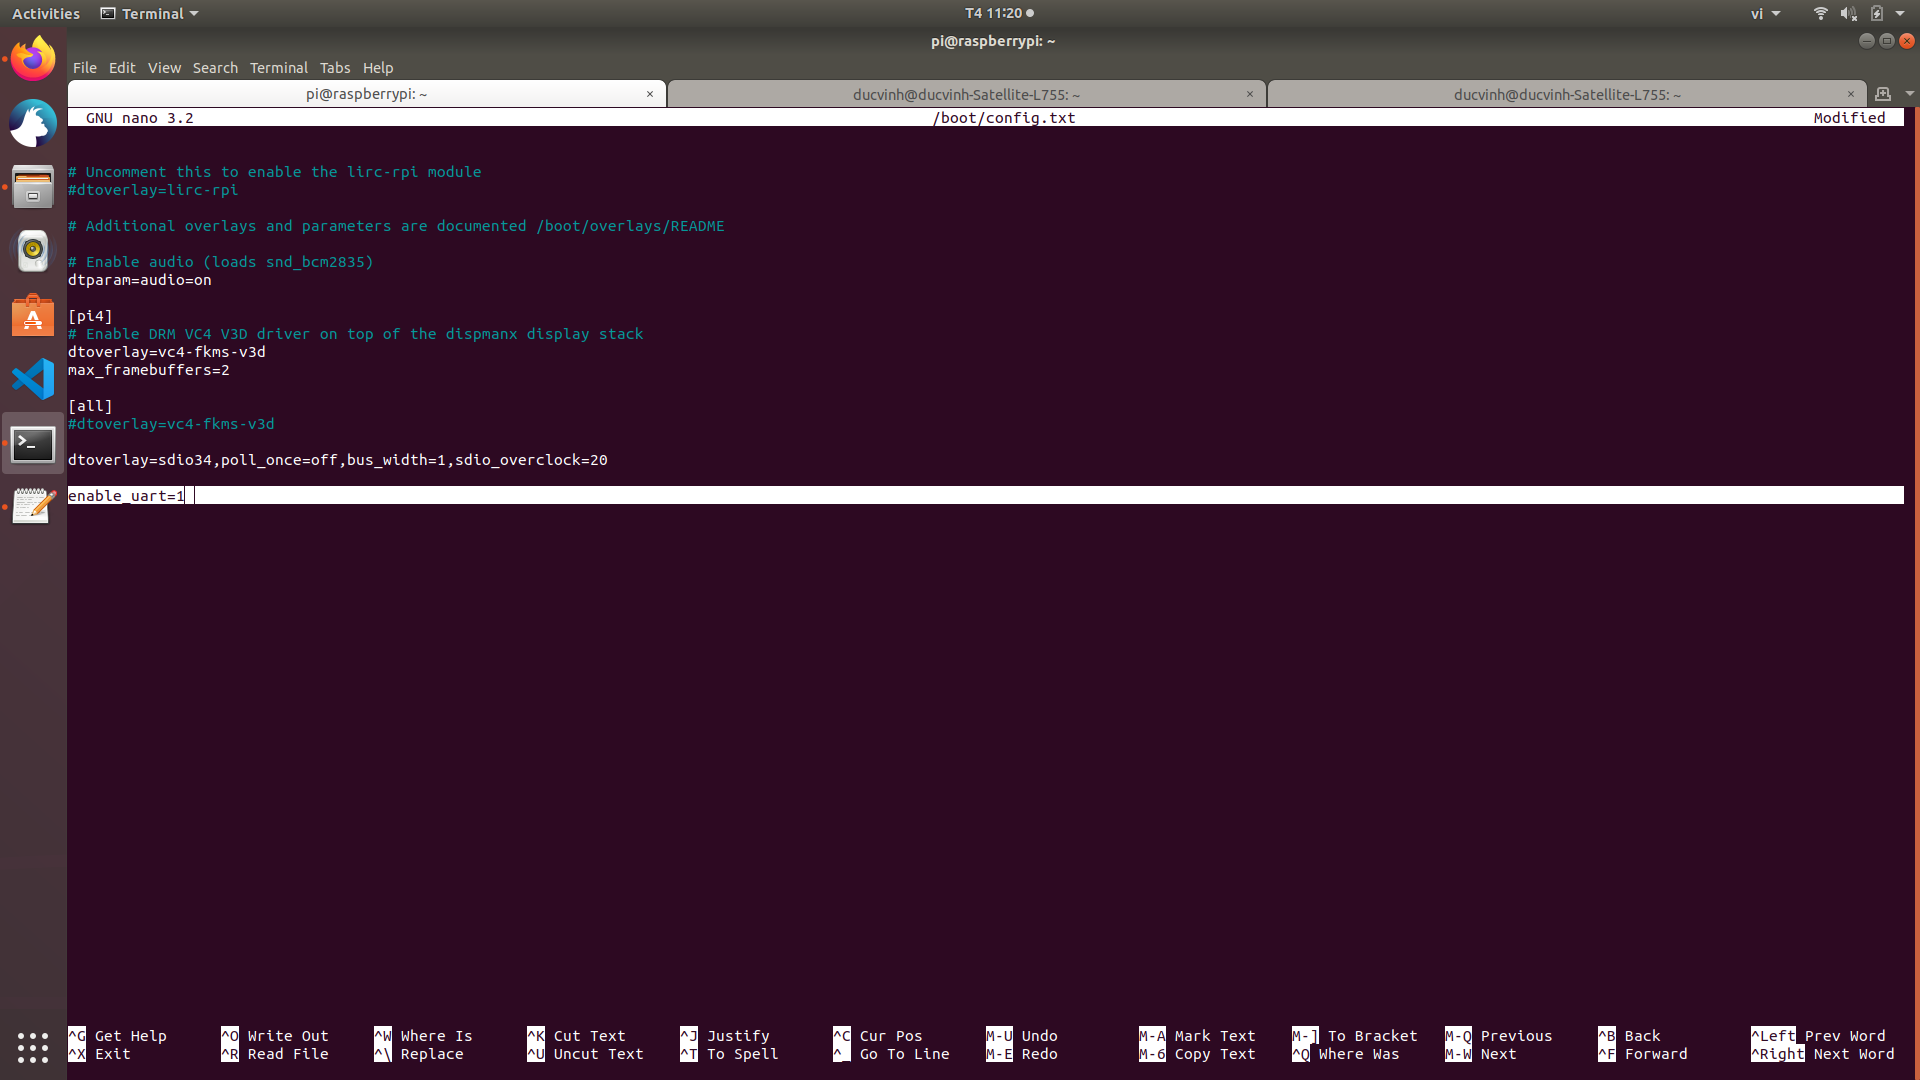 Activities Terminal T4 11:20 vi
pi@raspberrypi: ~
File Edit View Search Terminal Tabs Help
pi@raspberrypi: ~ × ducvinh@ducvinh-Satellite-L755: ~ × ducvinh@ducvinh-Satellite-L755: ~ ×
GNU nano 3.2 /boot/config.txt Modified
# Uncomment this to enable the lirc-rpi module
#dtoverlay=lirc-rpi
# Additional overlays and parameters are documented /boot/overlays/README
# Enable audio (loads snd_bcm2835)
dtparam=audio=on
[pi4]
# Enable DRM VC4 V3D driver on top of the dispmanx display stack
dtoverlay=vc4-fkms-v3d
max_framebuffers=2
[all]
#dtoverlay=vc4-fkms-v3d
dtoverlay=sdio34,poll_once=off,bus_width=1,sdio_overclock=20
enable_uart=1
^G Get Help ^O Write Out ^W Where Is ^K Cut Text ^J Justify ^C Cur Pos M-U Undo M-A Mark Text M-] To Bracket M-Q Previous ^B Back ^Left Prev Word
^X Exit ^R Read File ^\ Replace ^U Uncut Text ^T To Spell ^_ Go To Line M-E Redo M-6 Copy Text ^Q Where Was M-W Next ^F Forward ^Right Next Word